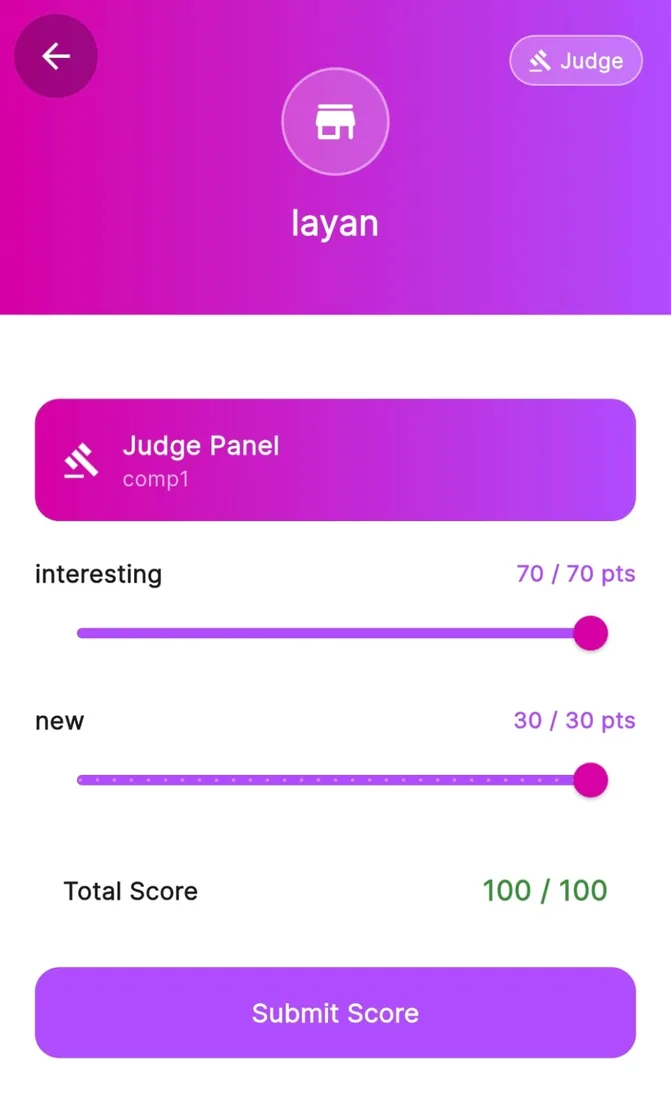 Judge
layan
Judge Panel
comp1
interesting
70 / 70 pts
new
30 / 30 pts
Total Score
100 / 100
Submit Score